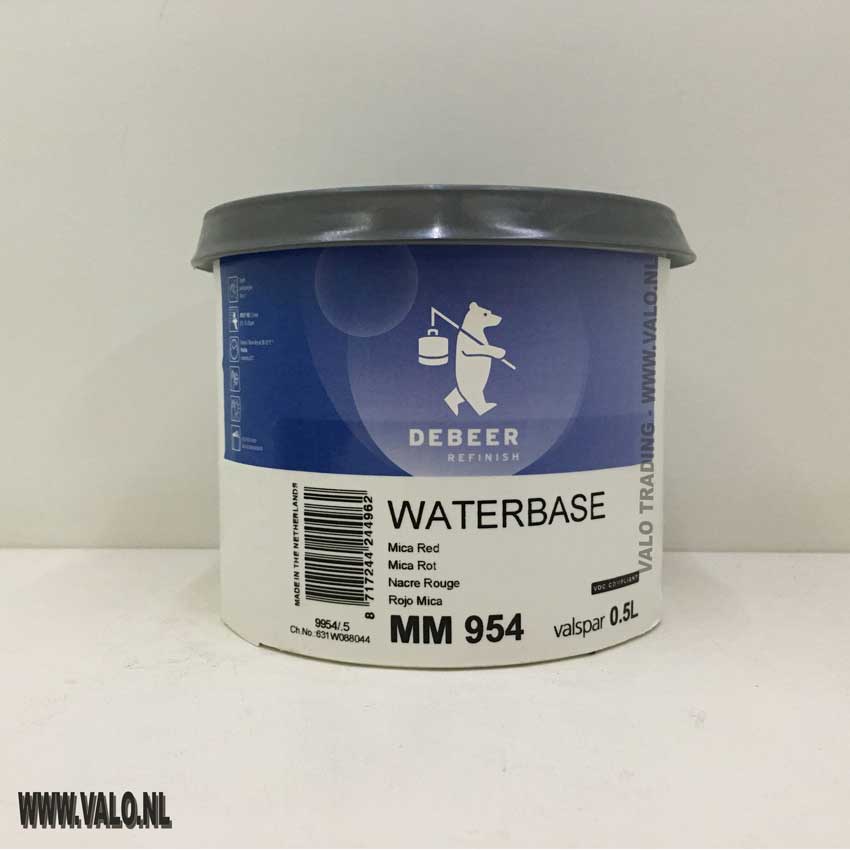 DEBEER
REFINISH
VALO TRADING - WWW.VALO.NL
MADE IN THE NETHERLANDS
8 717244 244962
WATERBASE
Mica Red
Mica Rot
Nacre Rouge
Rojo Mica
VOC COMPLIANT
9954/.5
Ch.No.:631W088044
MM 954
valspar 0.5L
WWW.VALO.NL